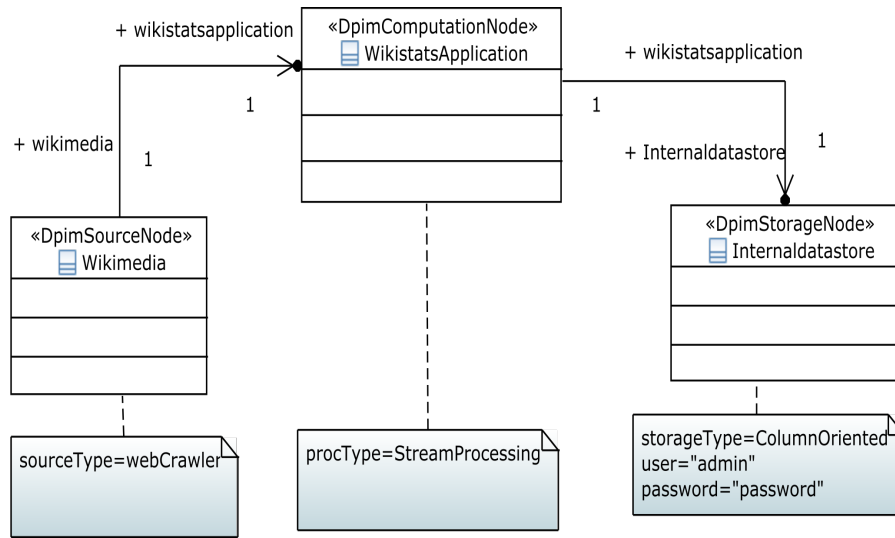 + wikistatsapplication
«DpimComputationNode»
WikistatsApplication
+ wikistatsapplication
1
1
+ wikimedia
1
+ Internaldatastore
1
«DpimSourceNode»
Wikimedia
«DpimStorageNode»
Internaldatastore
sourceType=webCrawler
procType=StreamProcessing
storageType=ColumnOriented
user="admin"
password="password"